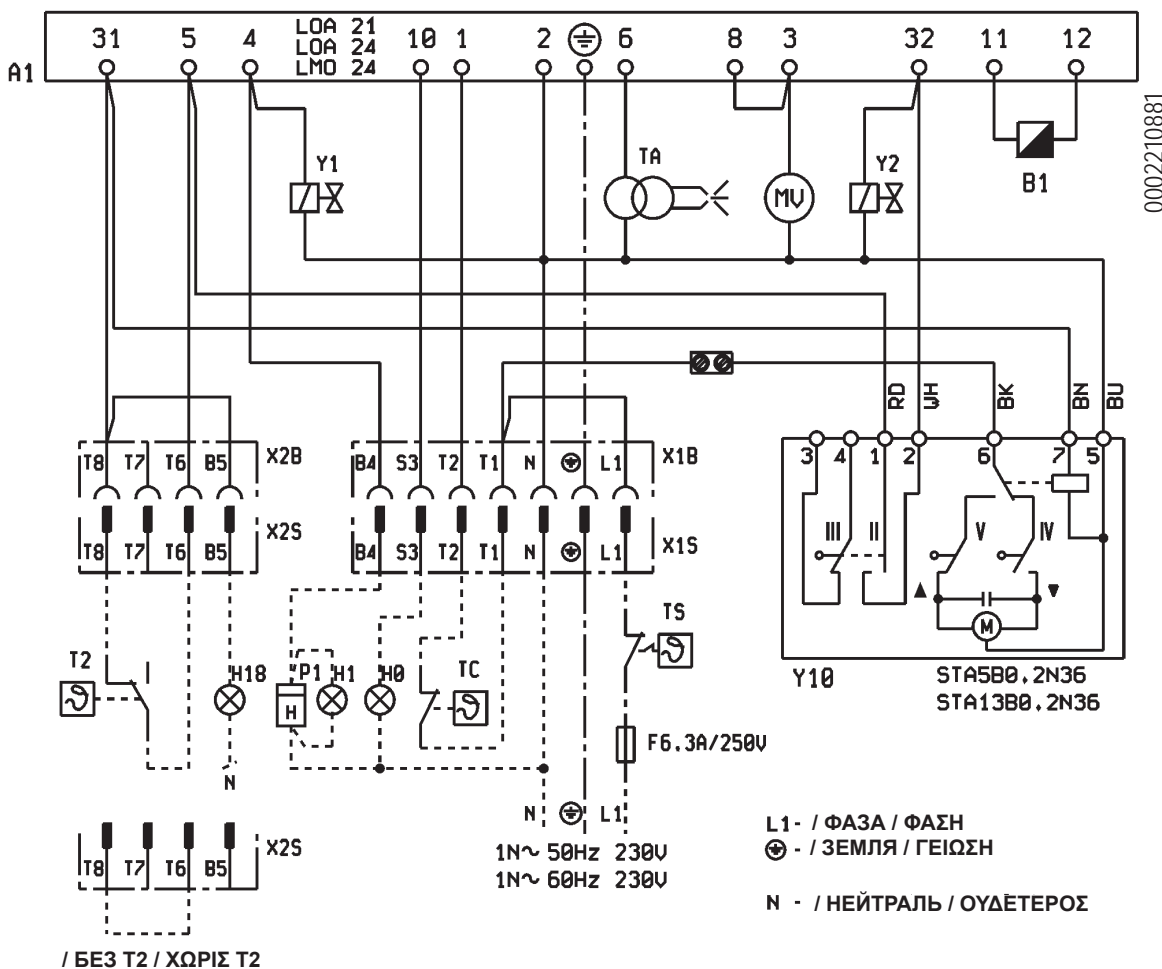 31 5 4 LOA 21 10 1 2 6 8 3 32 11 12
LOA 24
LMO 24
A1
0002210881
Y1
TA
MV
Y2
B1
RD WH BK BN BU
T8 T7 T6 B5 X2B
B4 S3 T2 T1 N L1 X1B
3 4 1 2 6 7 5
X2S
T8 T7 T6 B5
B4 S3 T2 T1 N L1 X1S
III II V IV
M
T2
H18
P1 H1 H0
H
TC
TS
Y10 STA5B0.2N36
STA13B0.2N36
F6.3A/250V
N
N L1
1N~ 50Hz 230V
1N~ 60Hz 230V
X2S
T8 T7 T6 B5
L1 - / ФАЗА / ΦΑΣΗ
- / ЗЕМЛЯ / ΓΕΙΩΣΗ
N - / НЕЙТРАЛЬ / ΟΥΔΕΤΕΡΟΣ
/ БЕЗ T2 / ΧΩΡΙΣ T2